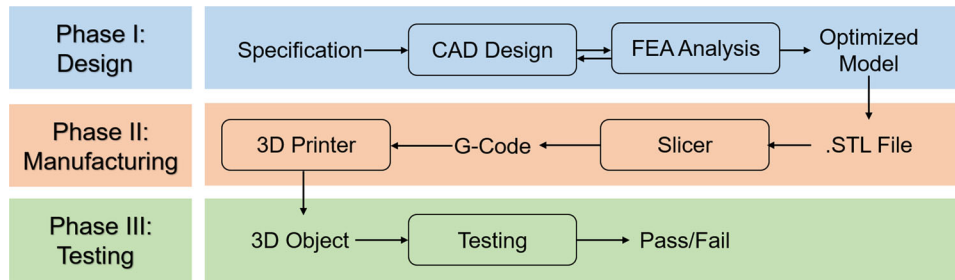 Phase I:
Design
Specification
CAD Design
FEA Analysis
Optimized
Model
Phase II:
Manufacturing
3D Printer
G-Code
Slicer
.STL File
Phase III:
Testing
3D Object
Testing
Pass/Fail